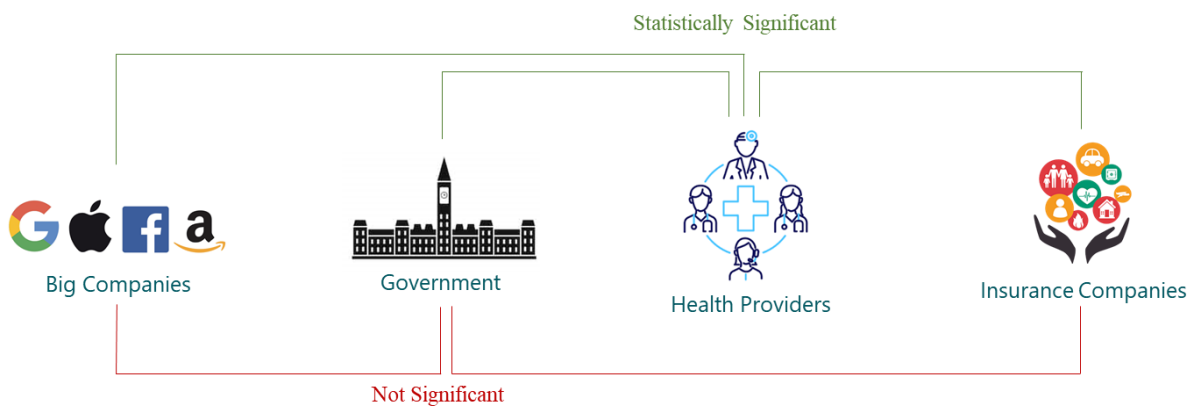 Statistically Significant
Big Companies
Government
Health Providers
Insurance Companies
Not Significant